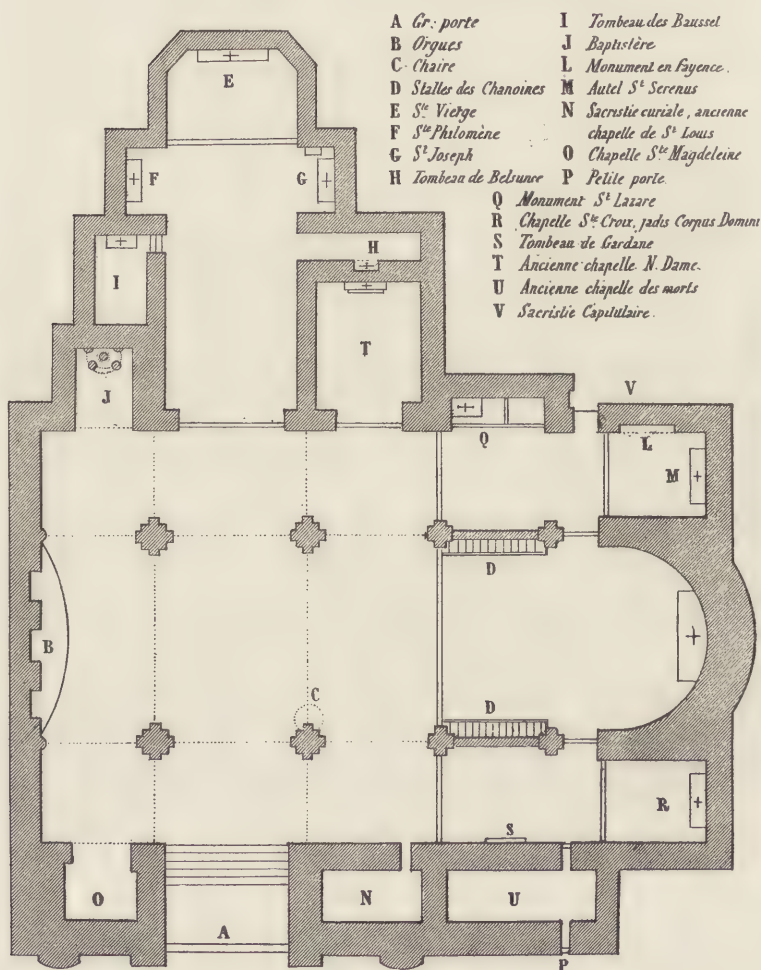 A Gr: porte
B Orgues
C Chaire
D Stalles des Chanoines
E Ste Vierge
F Ste Philomène
G St Joseph
H Tombeau de Belsunce
I Tombeau des Bausset
J Baptistère
L Monument en fayence.
M Autel St Serenus
N Sacristie curiale, ancienne
chapelle de St Louis
O Chapelle Ste Magdeleine
P Petite porte.
Q Monument St Lazare
R Chapelle Ste Croix, jadis Corpus Domini
S Tombeau de Gardane
T Ancienne chapelle N. Dame.
U Ancienne chapelle des morts
V Sacristie Capitulaire.
E
F
G
H
I
T
J
V
Q
L
M
D
B
C
D
S
R
O
A
N
U
P